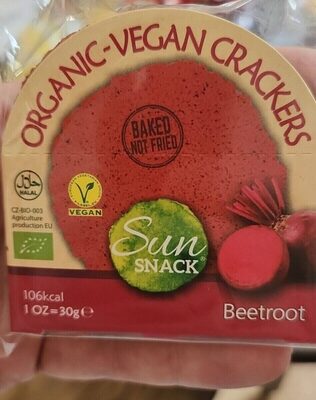 ORGANIC-VEGAN CRACKERS
BAKED
NOT FRIED
حلال
HALAL
V
VEGAN
CZ-BIO-003
Agriculture
production EU
Sun
SNACK®
106kcal
1 OZ=30g℮
Beetroot